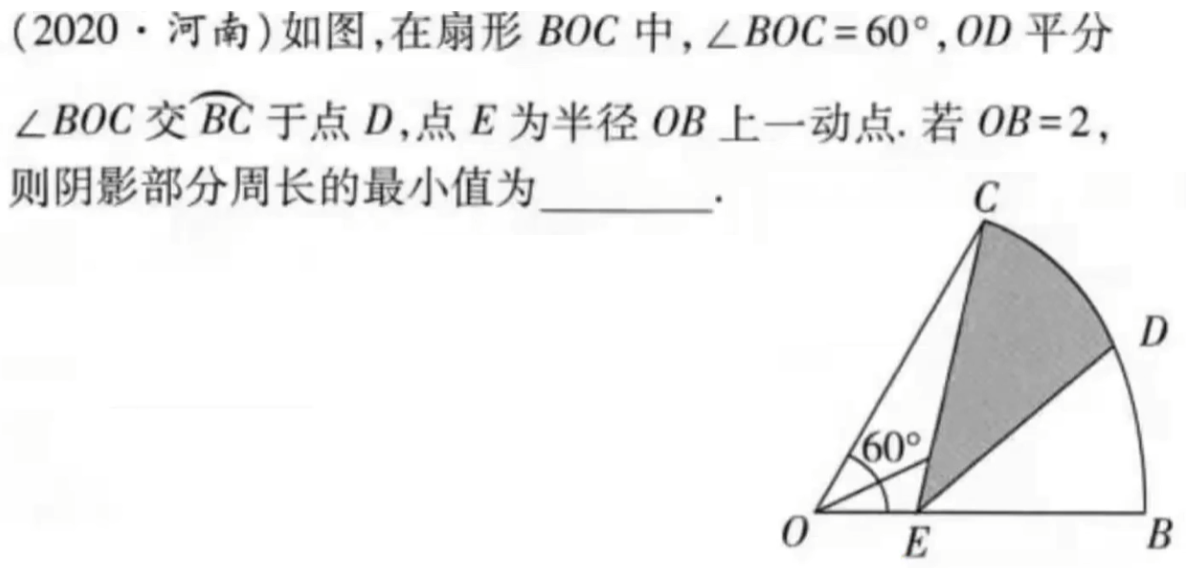 (2020·河南)如图,在扇形 BOC 中,∠BOC=60°,OD 平分
∠BOC 交 \overset{\frown}{BC} 于点 D,点 E 为半径 OB 上一动点. 若 OB=2,
则阴影部分周长的最小值为________.
C
D
60°
O
E
B